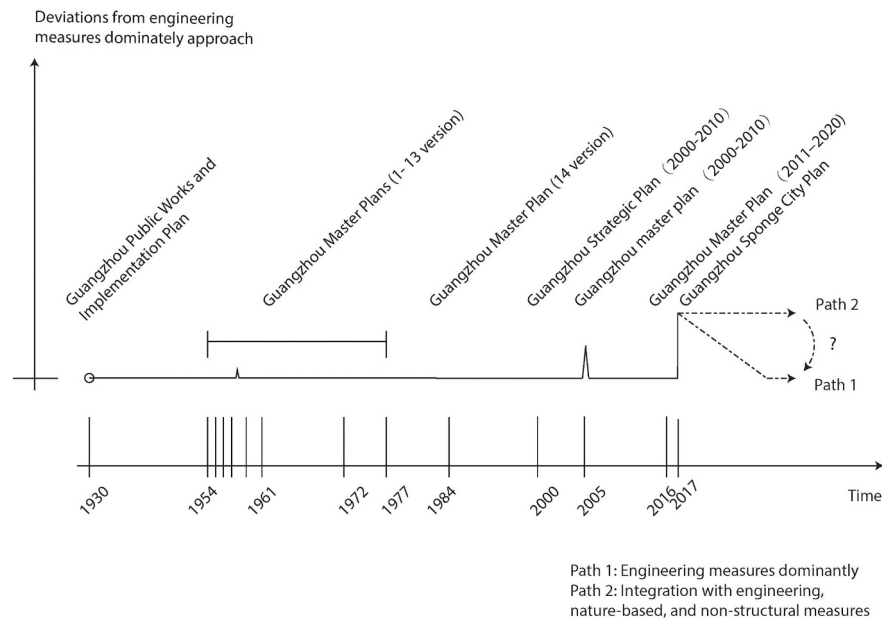 Deviations from engineering
measures dominately approach
Guangzhou Public Works and
Implementation Plan
Guangzhou Master Plans (1- 13 version)
Guangzhou Master Plan (14 version)
Guangzhou Strategic Plan（2000-2010)
Guangzhou master plan（2000-2010)
Guangzhou Master Plan（2011–2020)
Guangzhou Sponge City Plan
Path 2
?
Path 1
1930
1954
1961
1972
1977
1984
2000
2005
2016
2017
Time
Path 1: Engineering measures dominantly
Path 2: Integration with engineering,
nature-based, and non-structural measures